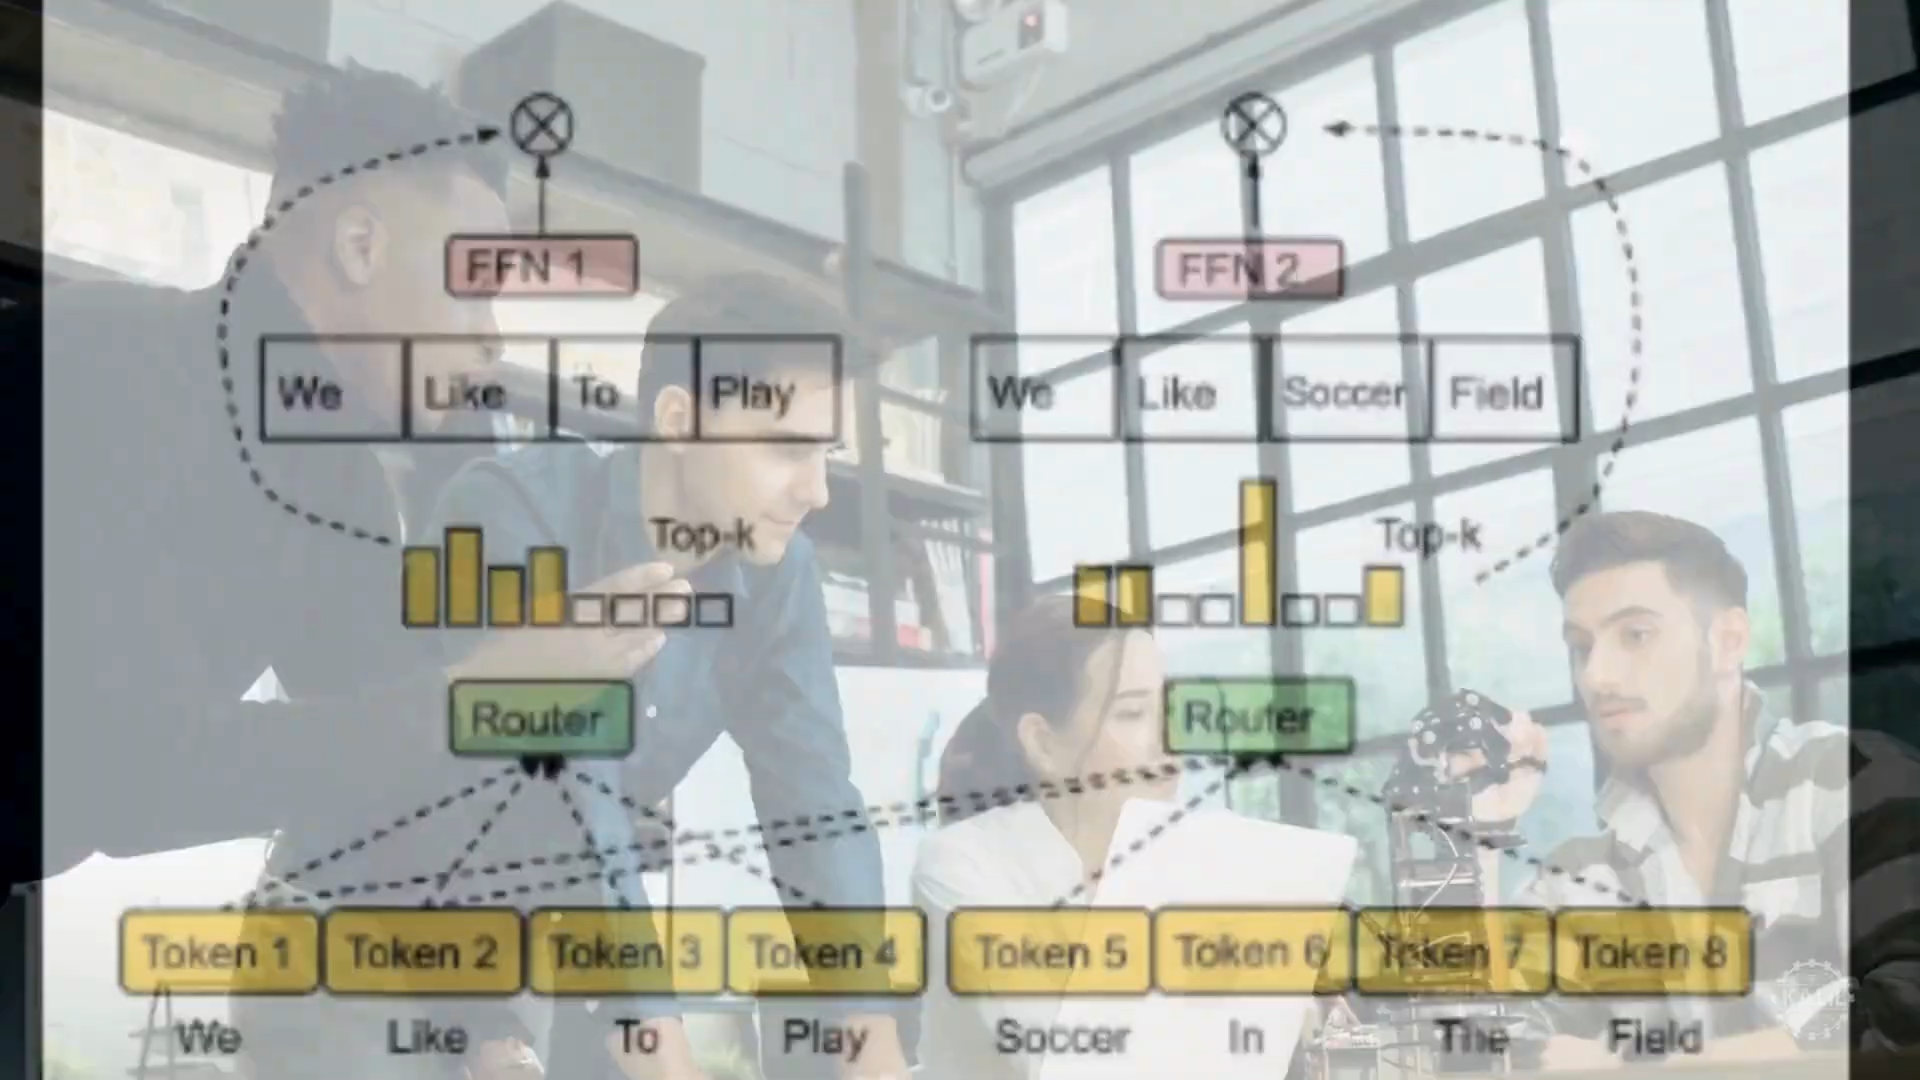 FFN 1 FFN 2
We Like To Play We Like Soccer Field
Top-k Top-k
Router Router
Token 1 Token 2 Token 3 Token 4 Token 5 Token 6 Token 7 Token 8
We Like To Play Soccer In The Field